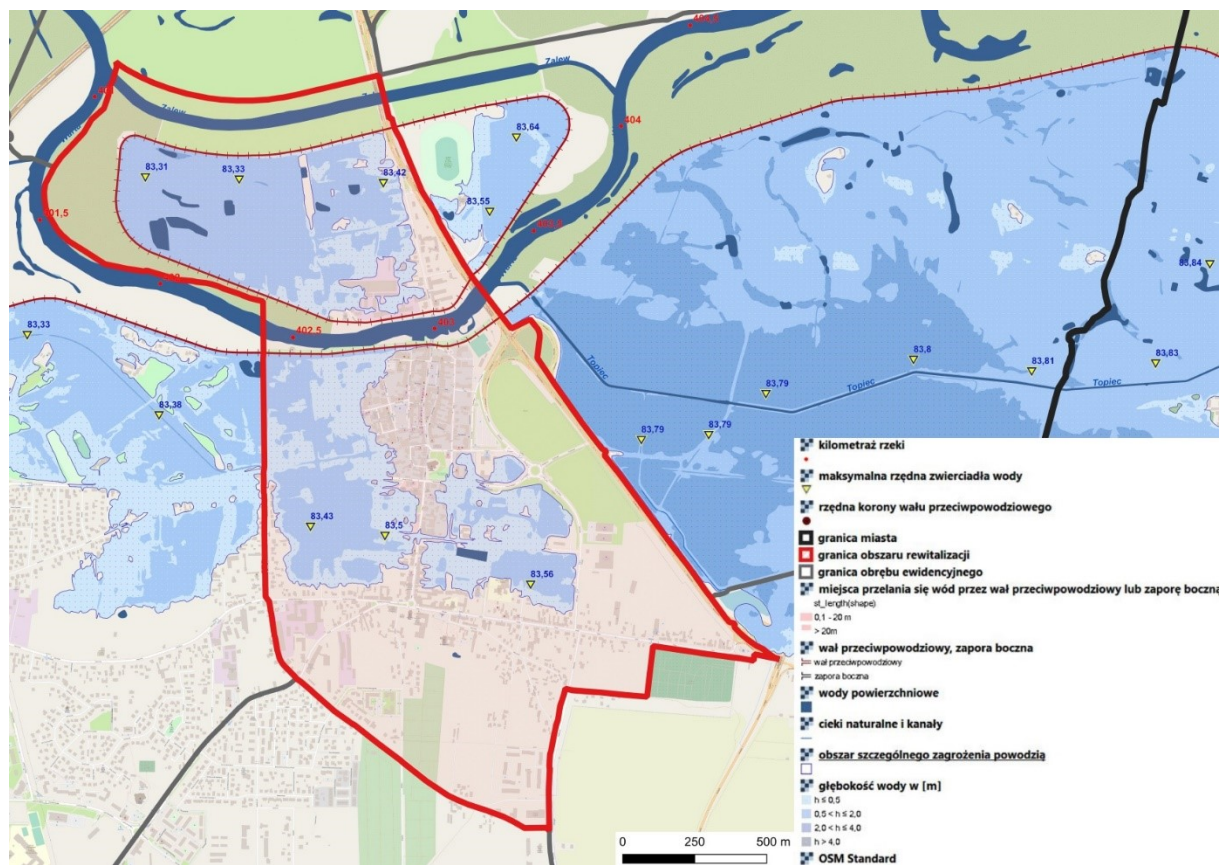 Zalew
83,64
404
83,31
83,33
83,42
83,55
83,84
402,5
83,33
83,8
83,81
83,83
Topiec
Topiec
Topiec
83,79
83,38
83,79
83,79
83,43
83,5
83,56
kilometraż rzeki
maksymalna rzędna zwierciadła wody
rzędna korony wału przeciwpowodziowego
granica miasta
granica obszaru rewitalizacji
granica obrębu ewidencyjnego
miejsca przelania się wód przez wał przeciwpowodziowy lub zaporę boczną
st_length(shape)
0,1 - 20 m
> 20m
wał przeciwpowodziowy, zapora boczna
wał przeciwpowodziowy
zapora boczna
wody powierzchniowe
cieki naturalne i kanały
obszar szczególnego zagrożenia powodzią
głębokość wody w [m]
h ≤ 0,5
0,5 < h ≤ 2,0
2,0 < h ≤ 4,0
h > 4,0
OSM Standard
0 250 500 m